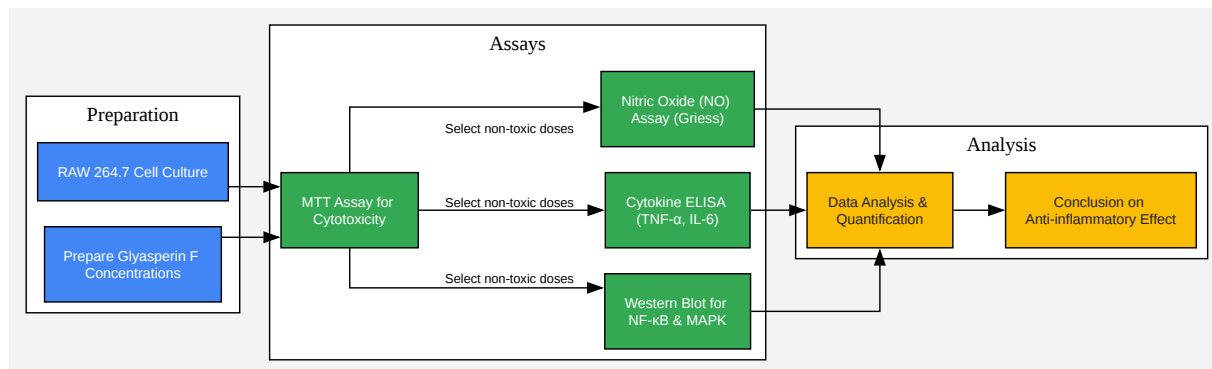 Preparation
RAW 264.7 Cell Culture
Prepare Glyasperin F
Concentrations
Assays
MTT Assay for
Cytotoxicity
Select non-toxic doses
Select non-toxic doses
Select non-toxic doses
Nitric Oxide (NO)
Assay (Griess)
Cytokine ELISA
(TNF-α, IL-6)
Western Blot for
NF-κB & MAPK
Analysis
Data Analysis &
Quantification
Conclusion on
Anti-inflammatory Effect